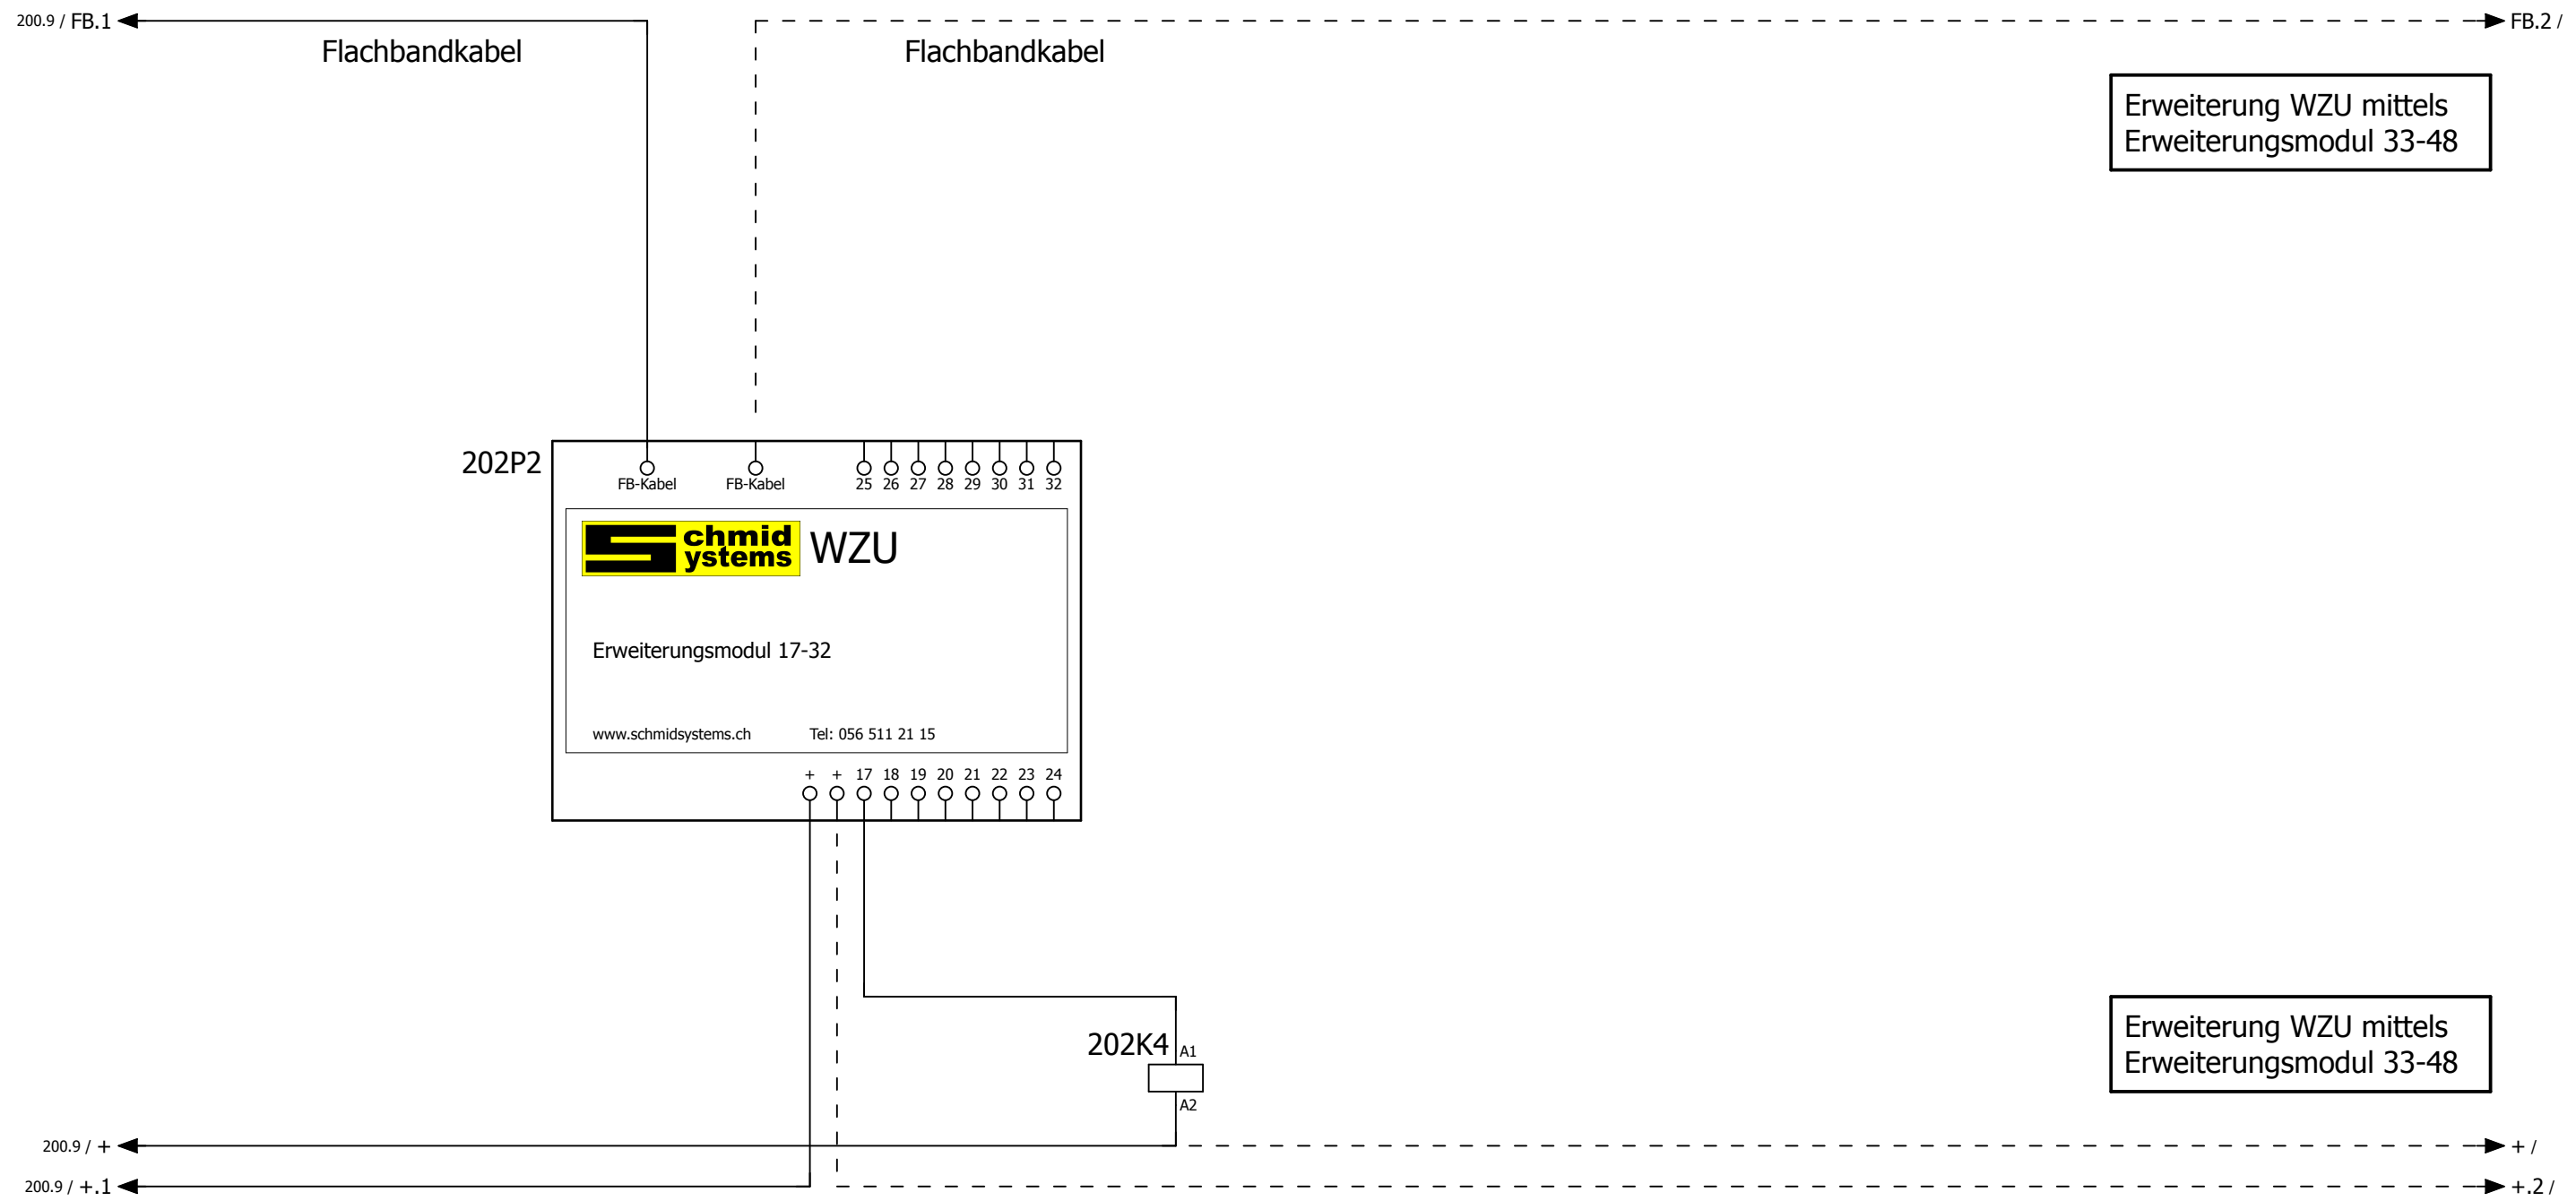 200.9 / FB.1
FB.2 /
Flachbandkabel
Flachbandkabel
Erweiterung WZU mittels
Erweiterungsmodul 33-48
202P2
FB-Kabel FB-Kabel 25 26 27 28 29 30 31 32
chmid
ystems
WZU
Erweiterungsmodul 17-32
www.schmidsystems.ch Tel: 056 511 21 15
+ + 17 18 19 20 21 22 23 24
202K4 A1
A2
Erweiterung WZU mittels
Erweiterungsmodul 33-48
200.9 / +
+ /
200.9 / +.1
+.2 /